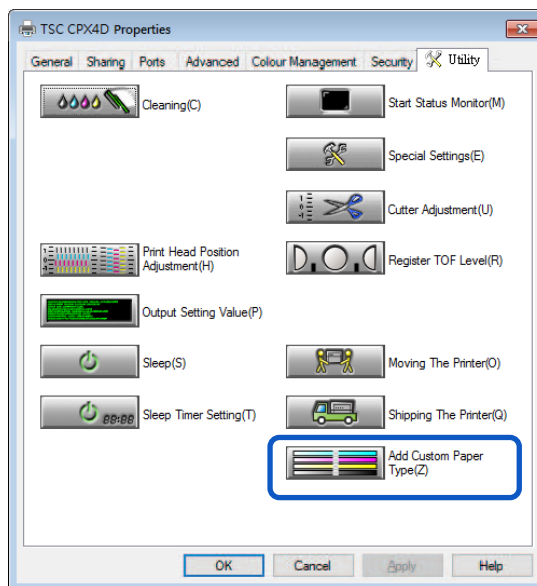 TSC CPX4D Properties
General Sharing Ports Advanced Colour Management Security Utility
Cleaning(C)
Start Status Monitor(M)
Special Settings(E)
Cutter Adjustment(U)
Print Head Position
Adjustment(H)
Register TOF Level(R)
Output Setting Value(P)
Sleep(S)
Moving The Printer(O)
88:88
Sleep Timer Setting(T)
Shipping The Printer(Q)
Add Custom Paper
Type(Z)
OK Cancel Apply Help